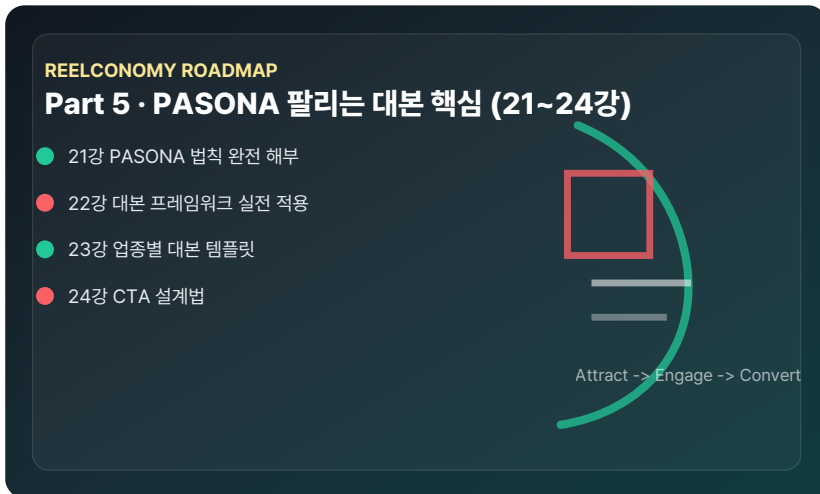 REELCONOMY ROADMAP
Part 5 · PASONA 팔리는 대본 핵심 (21~24강)
21강 PASONA 법칙 완전 해부
22강 대본 프레임워크 실전 적용
23강 업종별 대본 템플릿
24강 CTA 설계법
Attract -> Engage -> Convert